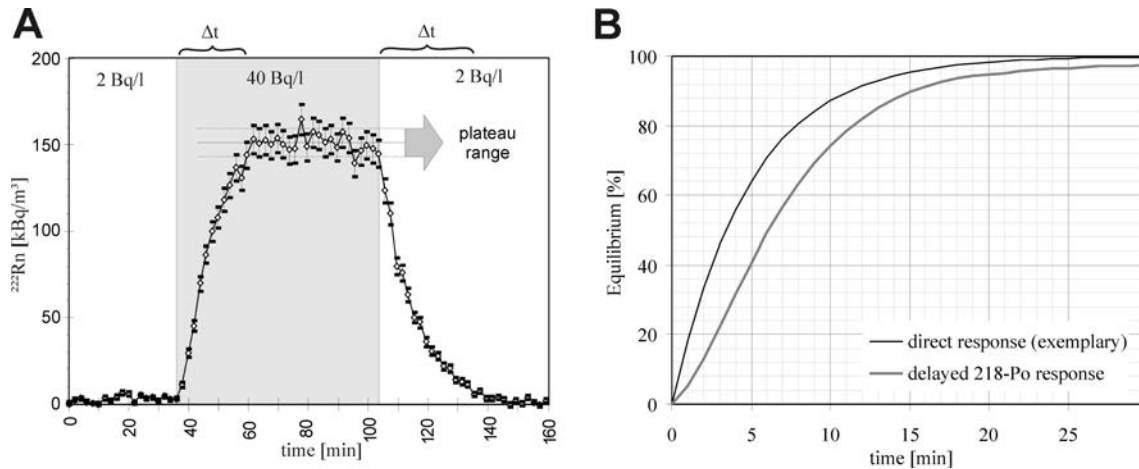 A
Δt
Δt
200
150
100
50
0
²²²Rn [kBq/m³]
2 Bq/l
40 Bq/l
2 Bq/l
plateau
range
0
20
40
60
80
100
120
140
160
time [min]
B
100
80
60
40
20
0
Equilibrium [%]
direct response (exemplary)
delayed 218-Po response
0
5
10
15
20
25
time [min]